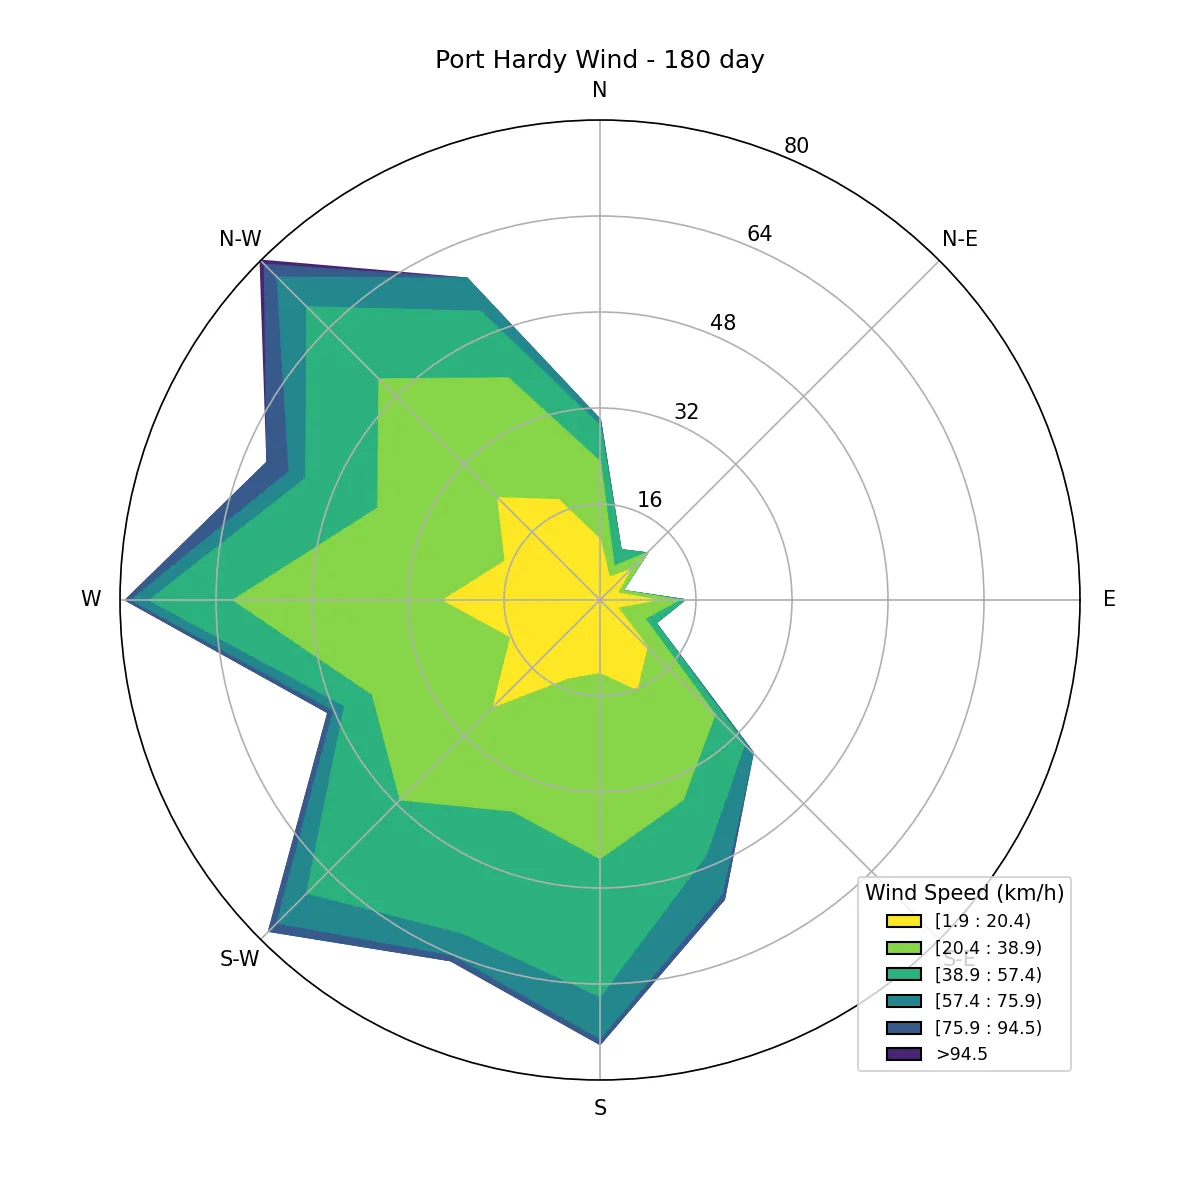 Port Hardy Wind - 180 day
N
80
N-W
N-E
64
48
32
16
W
E
S-W
S-E
S
Wind Speed (km/h)
[1.9 : 20.4)
[20.4 : 38.9)
[38.9 : 57.4)
[57.4 : 75.9)
[75.9 : 94.5)
>94.5